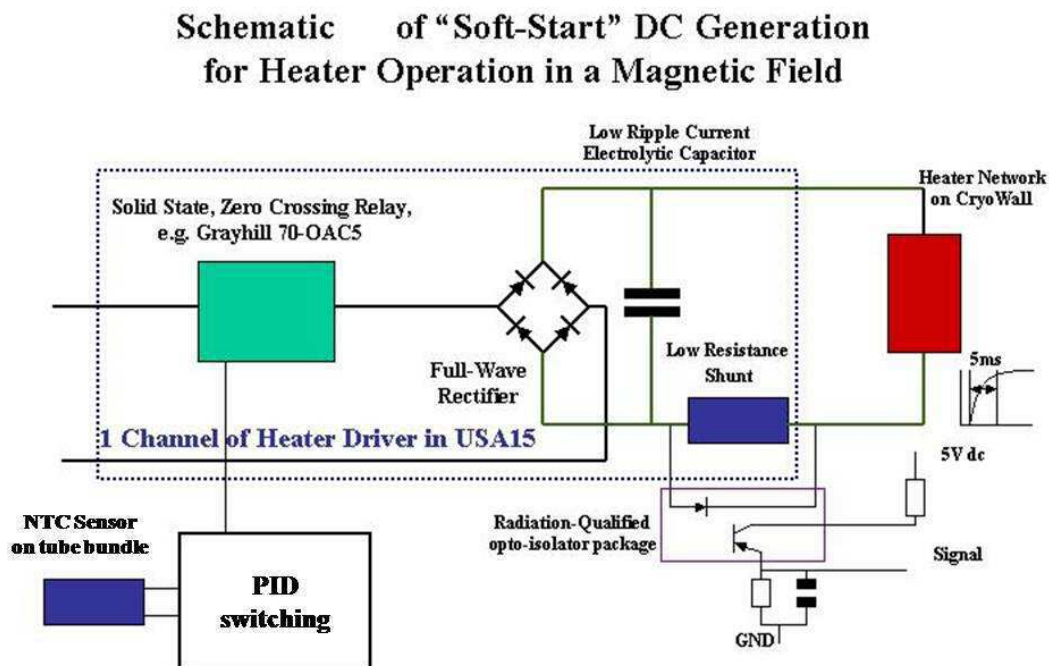 Schematic of “Soft-Start” DC Generation
for Heater Operation in a Magnetic Field
Low Ripple Current
Electrolytic Capacitor
Heater Network
on CryoWall
Solid State, Zero Crossing Relay,
e.g. Grayhill 70-OAC5
Full-Wave
Rectifier
Low Resistance
Shunt
5ms
1 Channel of Heater Driver in USA15
5V dc
NTC Sensor
on tube bundle
Radiation-Qualified
opto-isolator package
Signal
PID
switching
GND